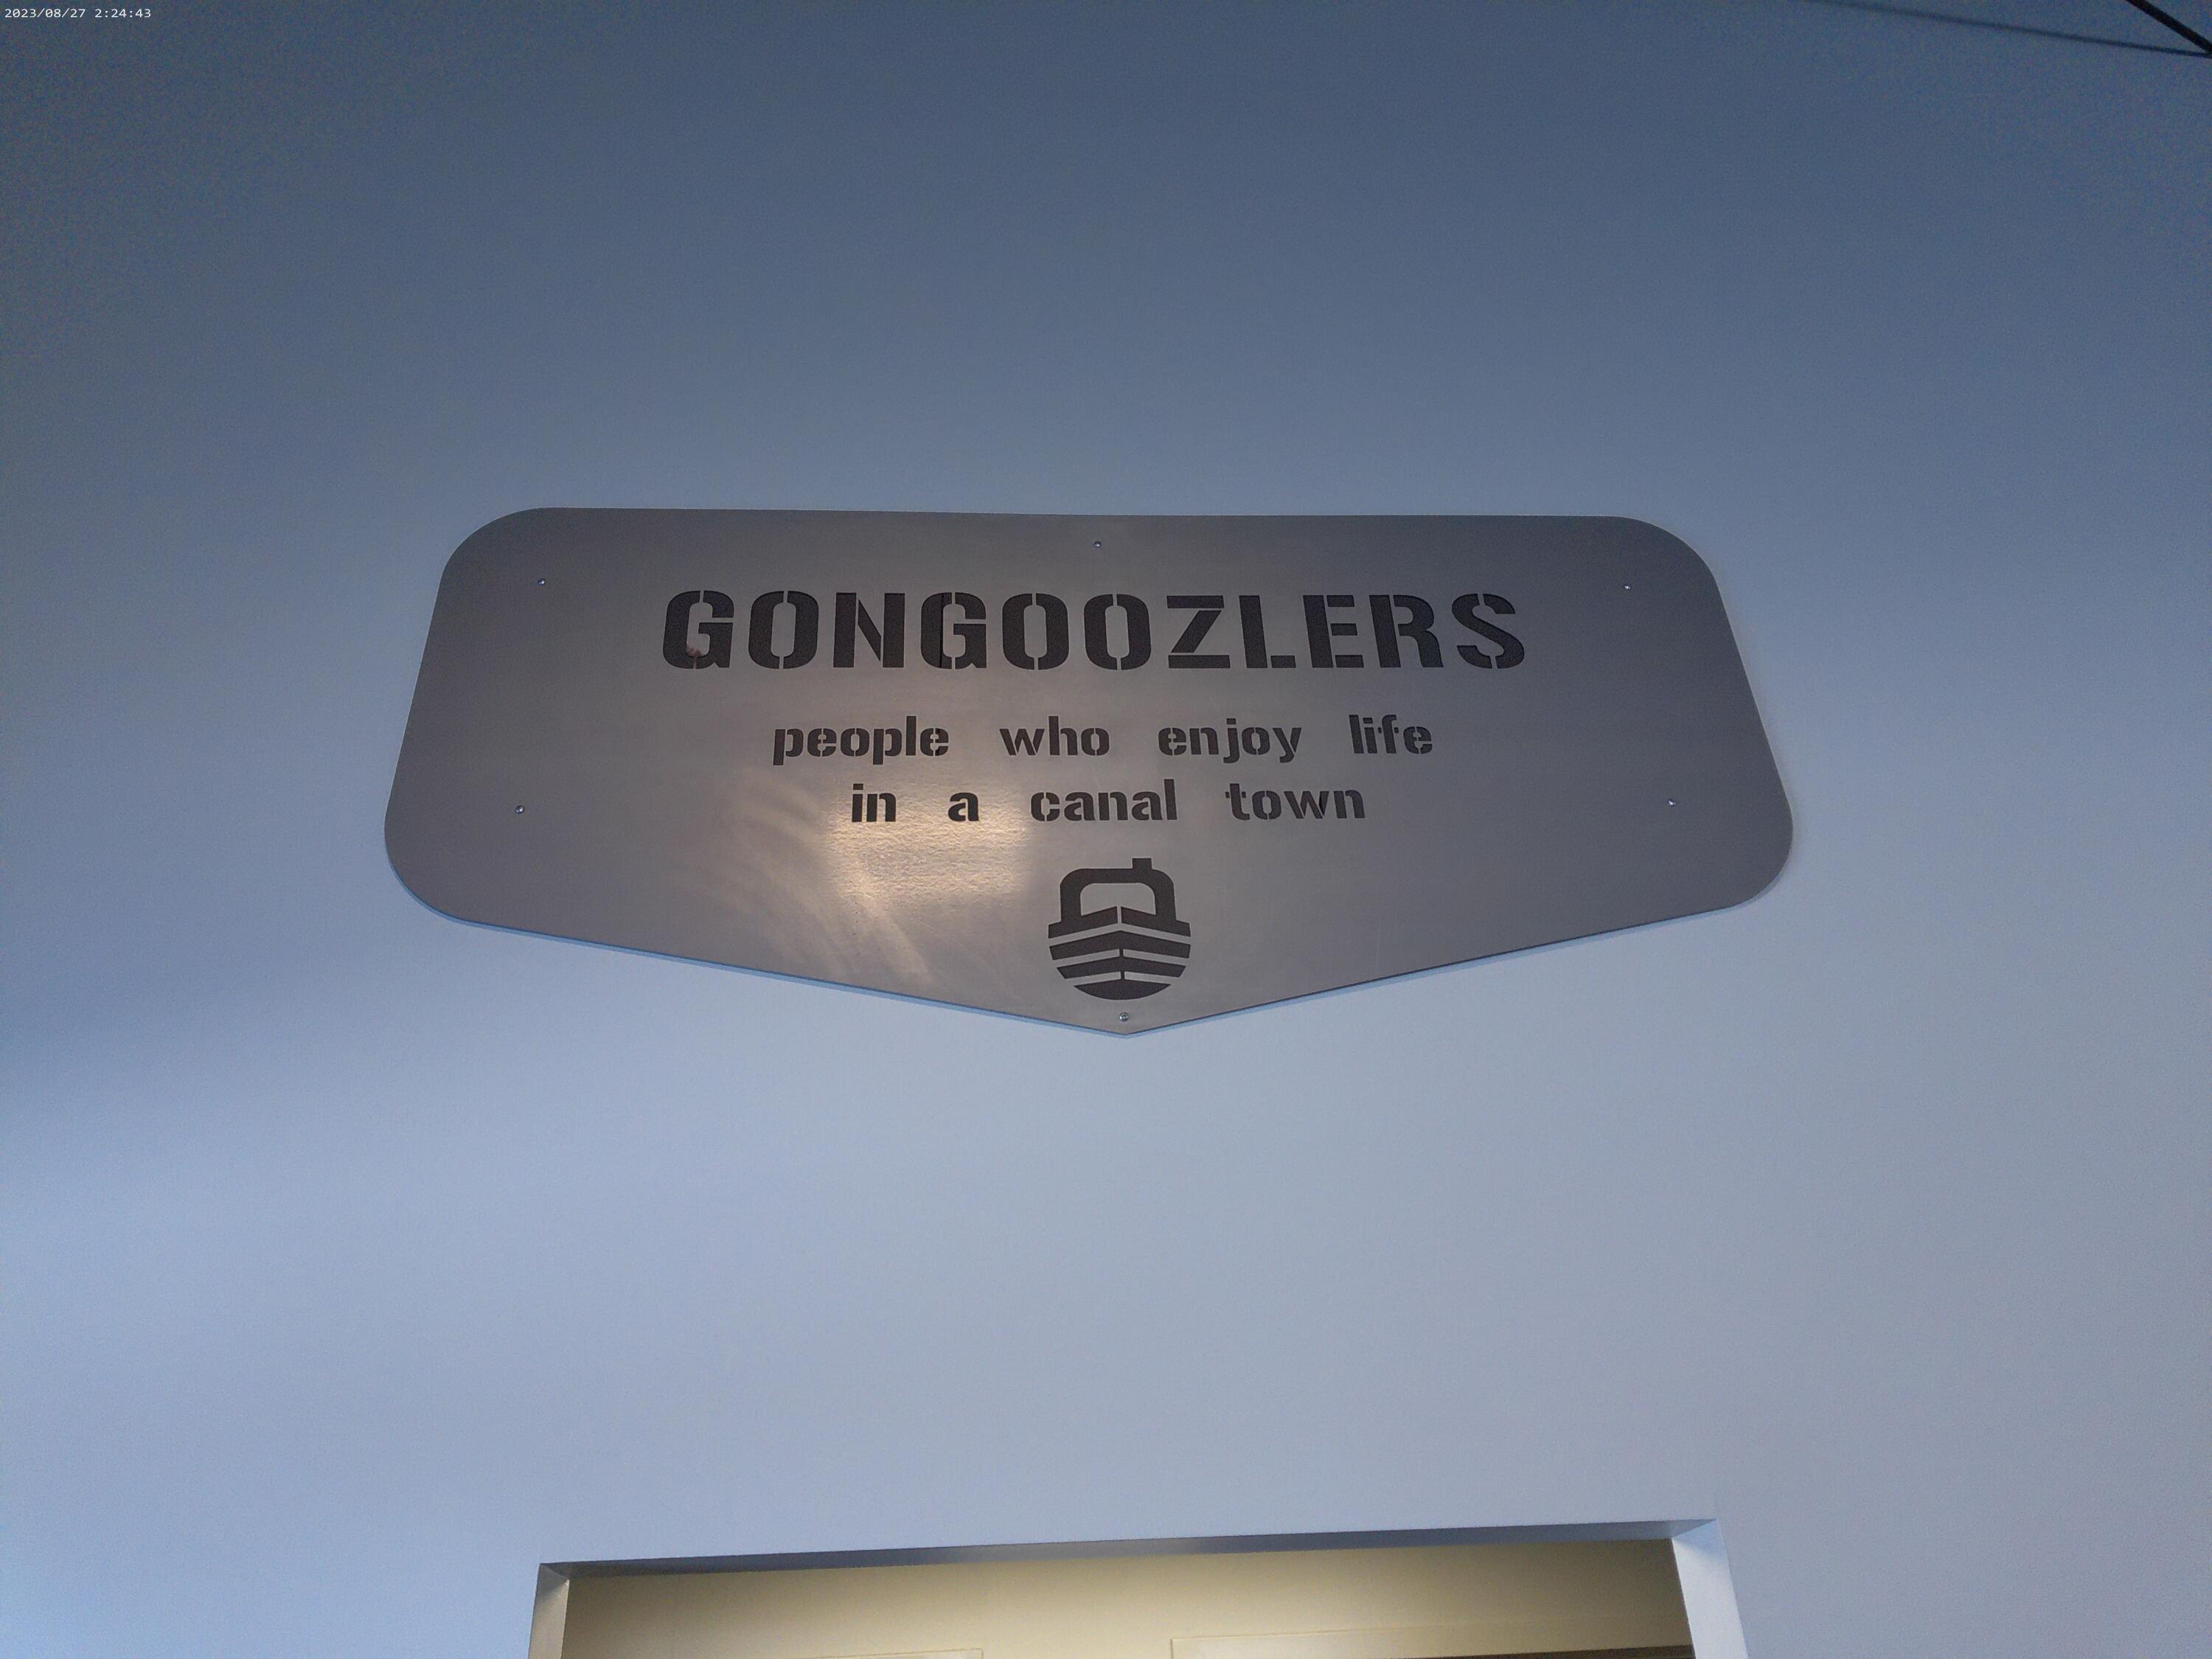 2023/08/27 2:24:43
GONGOOZLERS
people who enjoy life
in a canal town